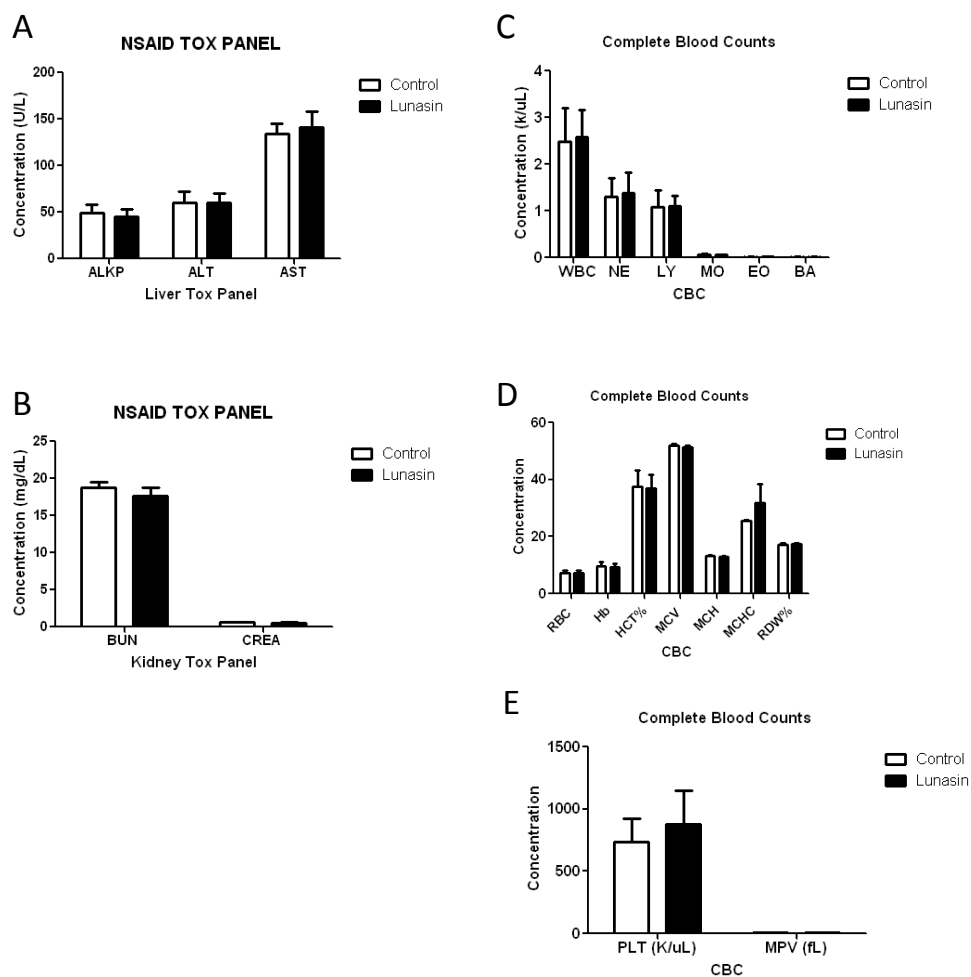 A
NSAID TOX PANEL
Control
Lunasin
Concentration (U/L)
200
150
100
50
0
ALKP ALT AST
Liver Tox Panel
B
NSAID TOX PANEL
Control
Lunasin
Concentration (mg/dL)
25
20
15
10
5
0
BUN CREA
Kidney Tox Panel
C
Complete Blood Counts
Control
Lunasin
Concentration (k/uL)
4
3
2
1
0
WBC NE LY MO EO BA
CBC
D
Complete Blood Counts
Control
Lunasin
Concentration
60
40
20
0
RBC Hb HCT% MCV MCH MCHC RDW%
CBC
E
Complete Blood Counts
Control
Lunasin
Concentration
1500
1000
500
0
PLT (K/uL) MPV (fL)
CBC